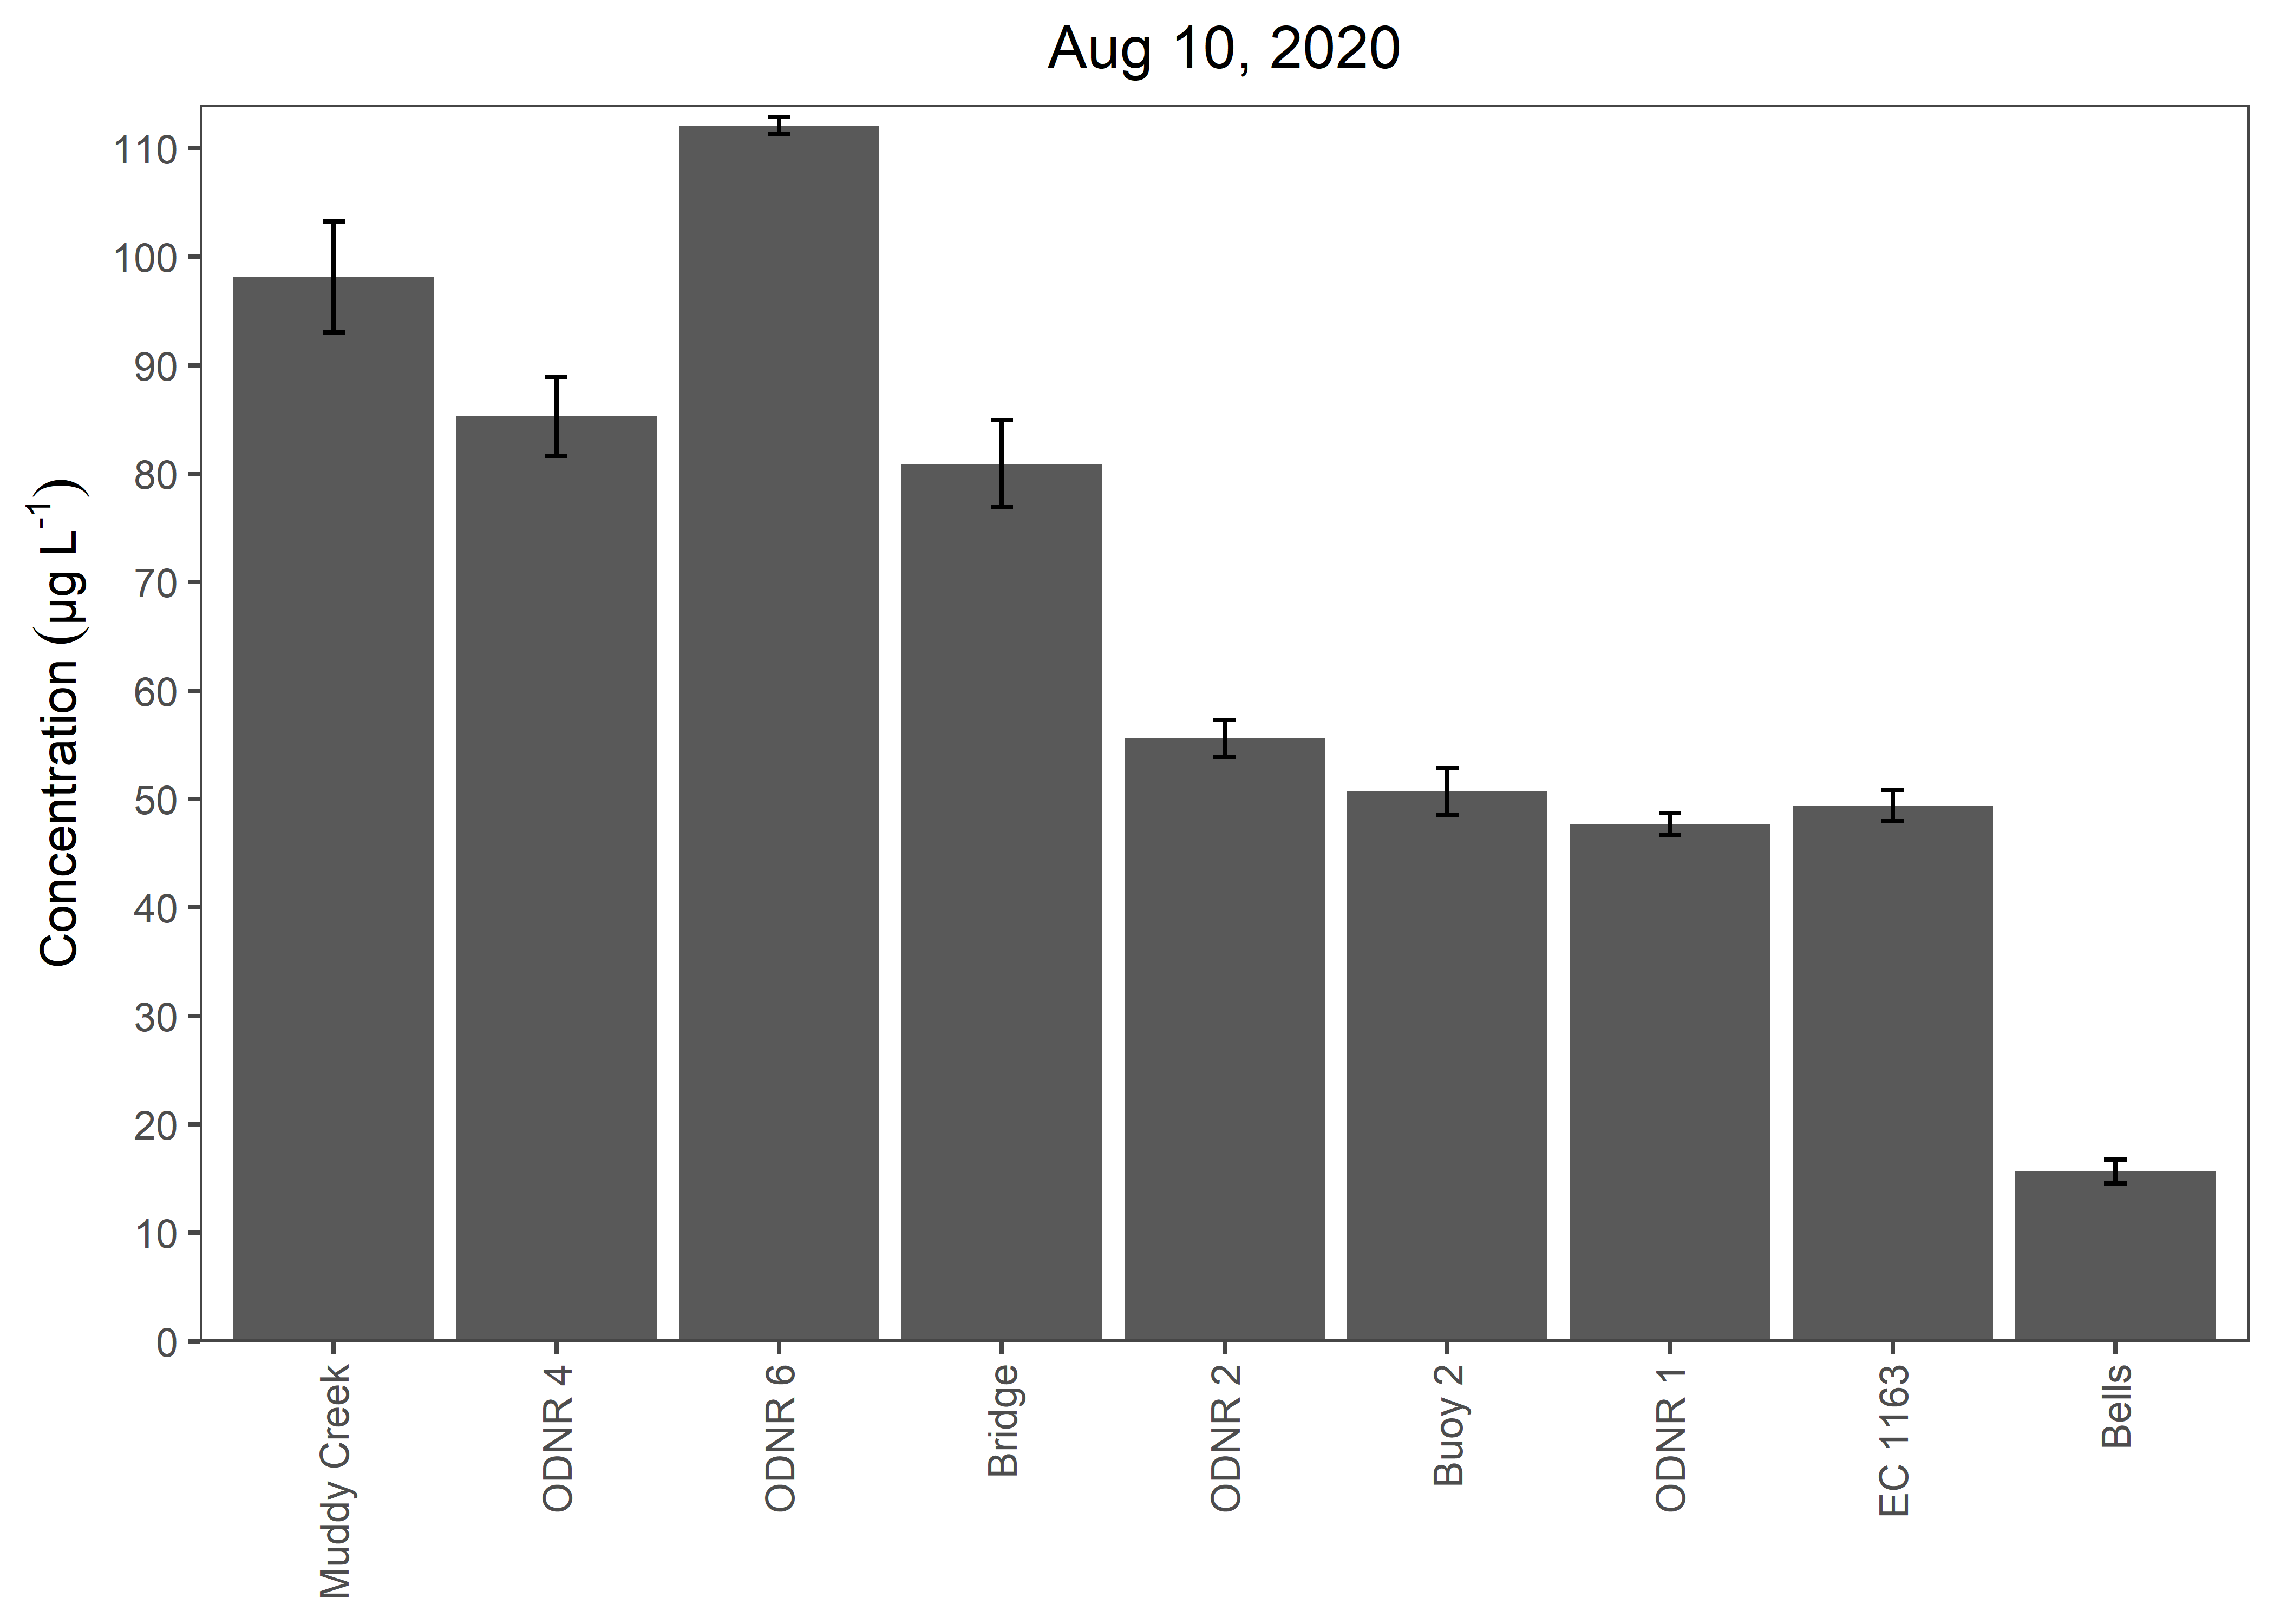 Aug 10, 2020
Concentration (µg L⁻¹)
110
100
90
80
70
60
50
40
30
20
10
0
Muddy Creek
ODNR 4
ODNR 6
Bridge
ODNR 2
Buoy 2
ODNR 1
EC 1163
Bells